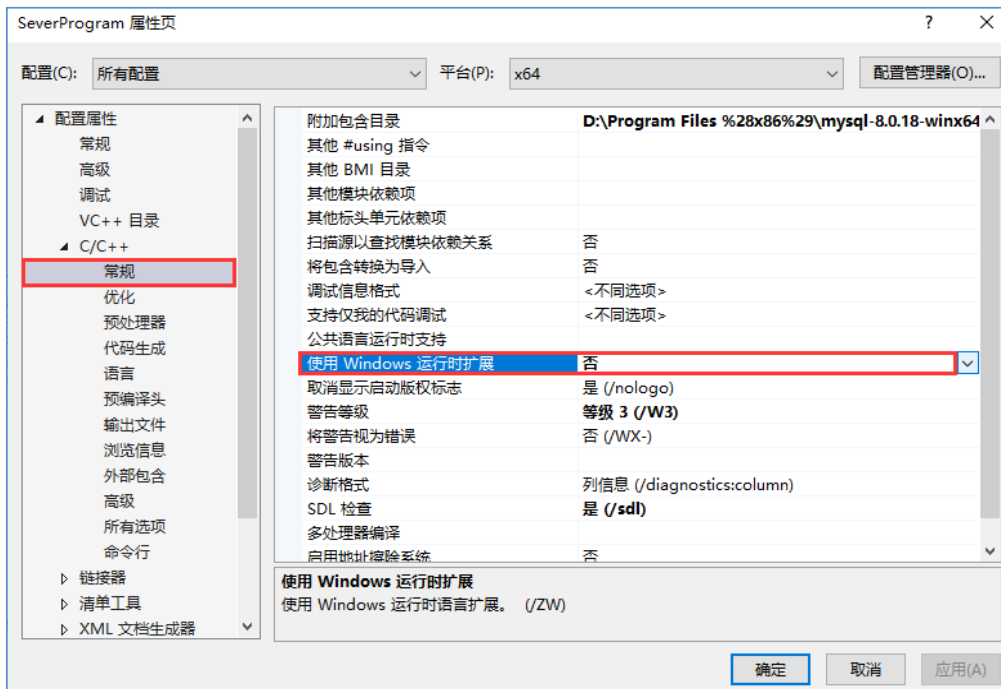 SeverProgram 属性页
?
配置(C): 所有配置 平台(P): x64 配置管理器(O)...
配置属性
常规
高级
调试
VC++ 目录
C/C++
常规
优化
预处理器
代码生成
语言
预编译头
输出文件
浏览信息
外部包含
高级
所有选项
命令行
链接器
清单工具
XML 文档生成器
附加包含目录 D:\Program Files %28x86%29\mysql-8.0.18-winx64
其他 #using 指令
其他 BMI 目录
其他模块依赖项
其他标头单元依赖项
扫描源以查找模块依赖关系 否
将包含转换为导入 否
调试信息格式 <不同选项>
支持仅我的代码调试 <不同选项>
公共语言运行时支持
使用 Windows 运行时扩展 否
取消显示启动版权标志 是 (/nologo)
警告等级 等级 3 (/W3)
将警告视为错误 否 (/WX-)
警告版本
诊断格式 列信息 (/diagnostics:column)
SDL 检查 是 (/sdl)
多处理器编译
启用地址擦除系统 否
使用 Windows 运行时扩展
使用 Windows 运行时语言扩展。 (/ZW)
确定 取消 应用(A)